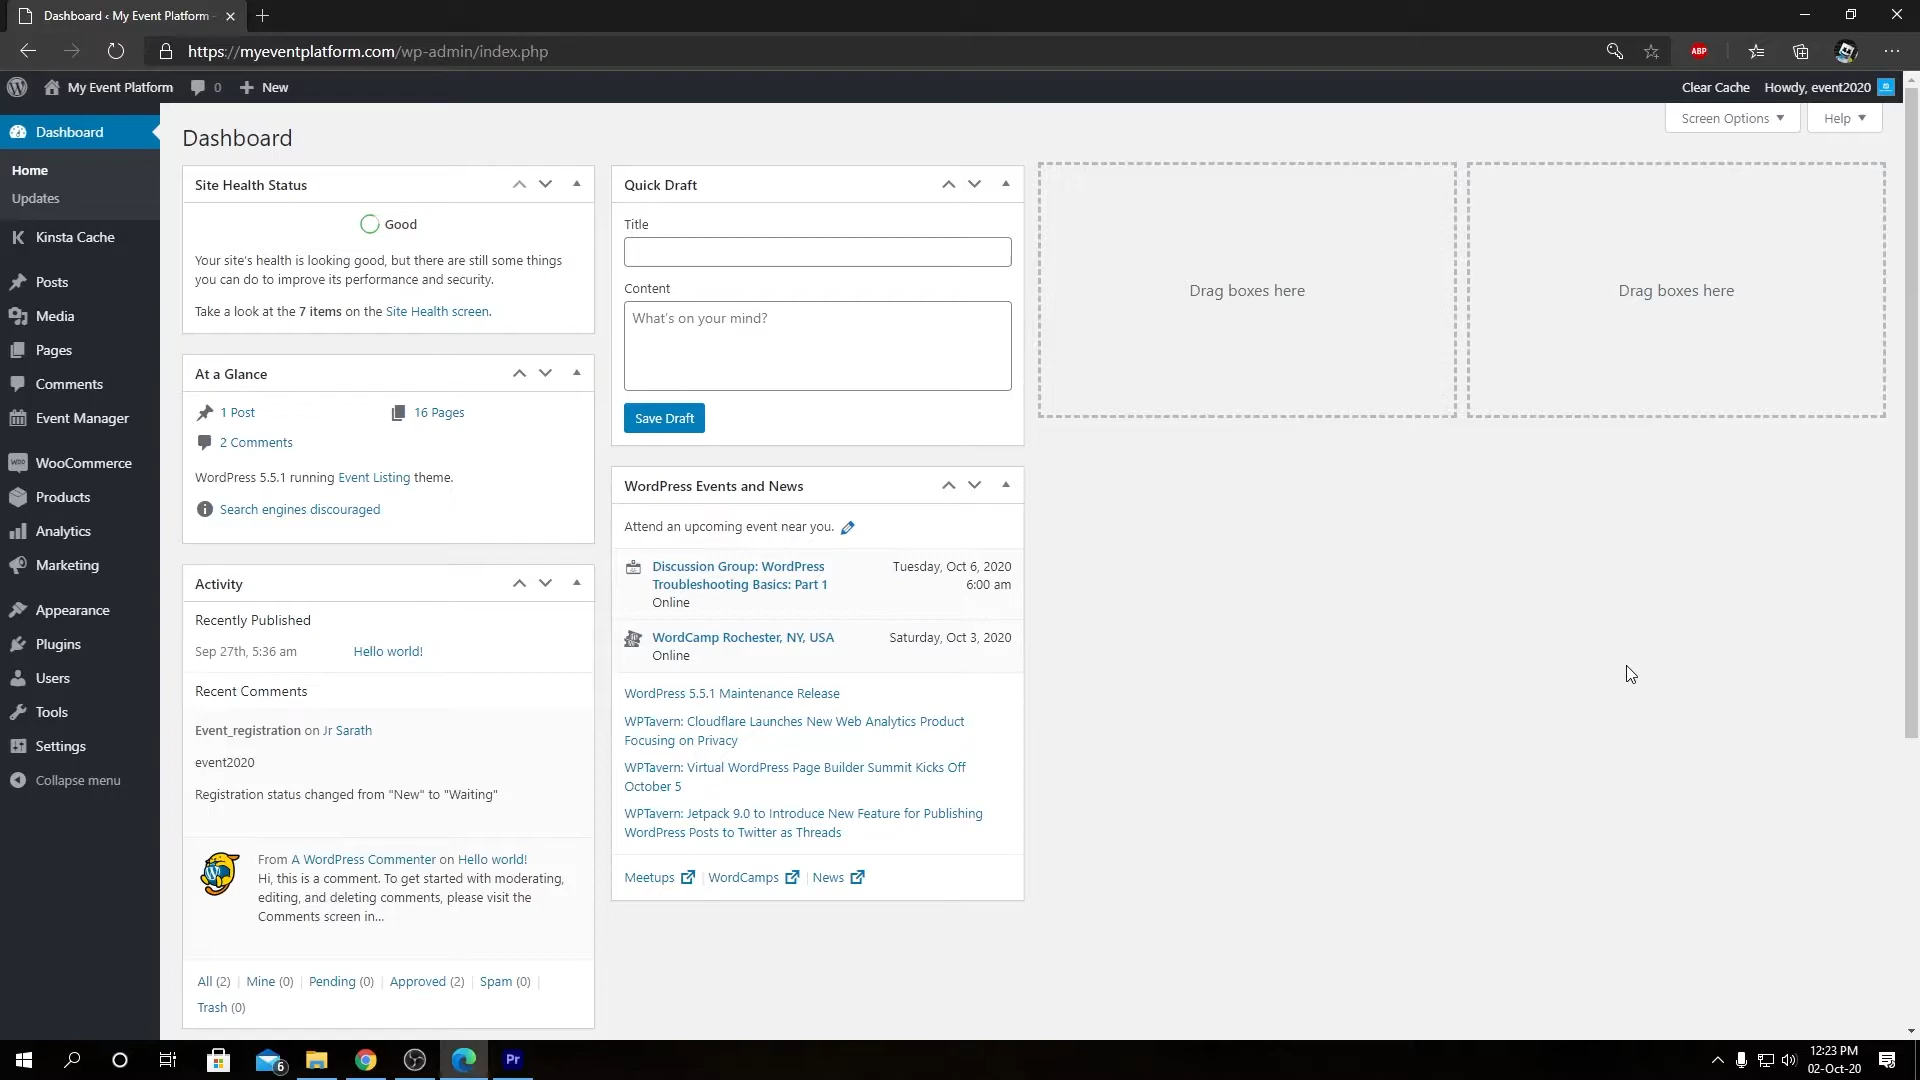 Dashboard ‹ My Event Platform
https://myeventplatform.com/wp-admin/index.php
ABP
My Event Platform
0
New
Clear Cache
Howdy, event2020
Dashboard
Home
Updates
Kinsta Cache
Posts
Media
Pages
Comments
Event Manager
WooCommerce
Products
Analytics
Marketing
Appearance
Plugins
Users
Tools
Settings
Collapse menu
Screen Options
Help
Dashboard
Site Health Status
Good
Your site's health is looking good, but there are still some things
you can do to improve its performance and security.
Take a look at the 7 items on the Site Health screen.
At a Glance
1 Post
16 Pages
2 Comments
WordPress 5.5.1 running Event Listing theme.
Search engines discouraged
Activity
Recently Published
Sep 27th, 5:36 am
Hello world!
Recent Comments
Event_registration on Jr Sarath
event2020
Registration status changed from "New" to "Waiting"
From A WordPress Commenter on Hello world!
Hi, this is a comment. To get started with moderating,
editing, and deleting comments, please visit the
Comments screen in...
All (2) | Mine (0) | Pending (0) | Approved (2) | Spam (0) |
Trash (0)
Quick Draft
Title
Content
What's on your mind?
Save Draft
WordPress Events and News
Attend an upcoming event near you.
Discussion Group: WordPress
Troubleshooting Basics: Part 1
Online
Tuesday, Oct 6, 2020
6:00 am
WordCamp Rochester, NY, USA
Online
Saturday, Oct 3, 2020
WordPress 5.5.1 Maintenance Release
WPTavern: Cloudflare Launches New Web Analytics Product
Focusing on Privacy
WPTavern: Virtual WordPress Page Builder Summit Kicks Off
October 5
WPTavern: Jetpack 9.0 to Introduce New Feature for Publishing
WordPress Posts to Twitter as Threads
Meetups | WordCamps | News
Drag boxes here
Drag boxes here
6
Pr
12:23 PM
02-Oct-20